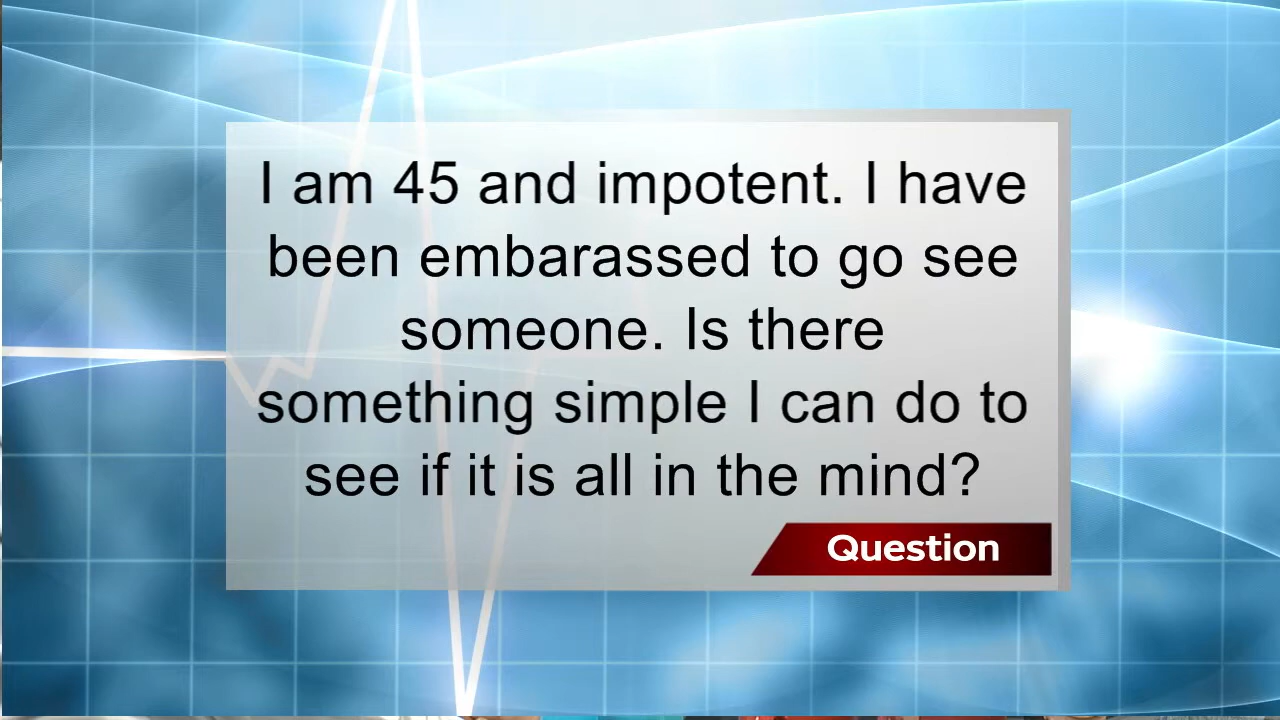 I am 45 and impotent. I have
been embarassed to go see
someone. Is there
something simple I can do to
see if it is all in the mind?
Question